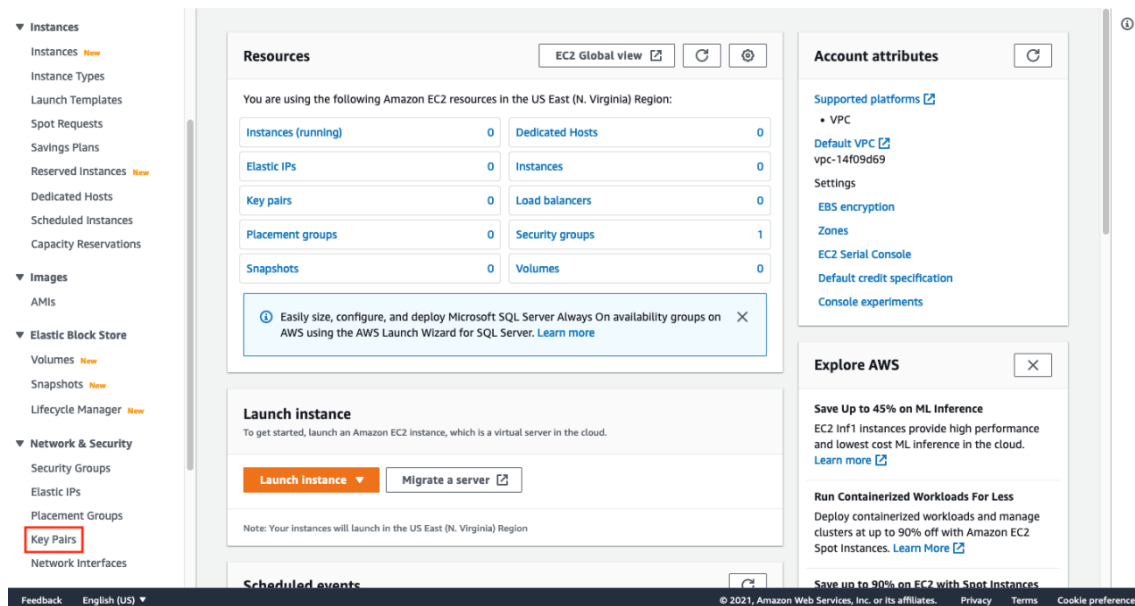 Instances
Instances New
Instance Types
Launch Templates
Spot Requests
Savings Plans
Reserved Instances New
Dedicated Hosts
Scheduled Instances
Capacity Reservations
Images
AMIs
Elastic Block Store
Volumes New
Snapshots New
Lifecycle Manager New
Network & Security
Security Groups
Elastic IPs
Placement Groups
Key Pairs
Network Interfaces
Resources
EC2 Global view
You are using the following Amazon EC2 resources in the US East (N. Virginia) Region:
Instances (running) 0
Dedicated Hosts 0
Elastic IPs 0
Instances 0
Key pairs 0
Load balancers 0
Placement groups 0
Security groups 1
Snapshots 0
Volumes 0
Easily size, configure, and deploy Microsoft SQL Server Always On availability groups on
AWS using the AWS Launch Wizard for SQL Server. Learn more
Launch instance
To get started, launch an Amazon EC2 instance, which is a virtual server in the cloud.
Launch instance
Migrate a server
Note: Your instances will launch in the US East (N. Virginia) Region
Scheduled events
Account attributes
Supported platforms
• VPC
Default VPC
vpc-14f09d69
Settings
EBS encryption
Zones
EC2 Serial Console
Default credit specification
Console experiments
Explore AWS
Save Up to 45% on ML Inference
EC2 Inf1 instances provide high performance
and lowest cost ML inference in the cloud.
Learn more
Run Containerized Workloads For Less
Deploy containerized workloads and manage
clusters at up to 90% off with Amazon EC2
Spot Instances. Learn More
Save up to 90% on EC2 with Spot Instances
Feedback English (US)
© 2021, Amazon Web Services, Inc. or its affiliates. Privacy Terms Cookie preference